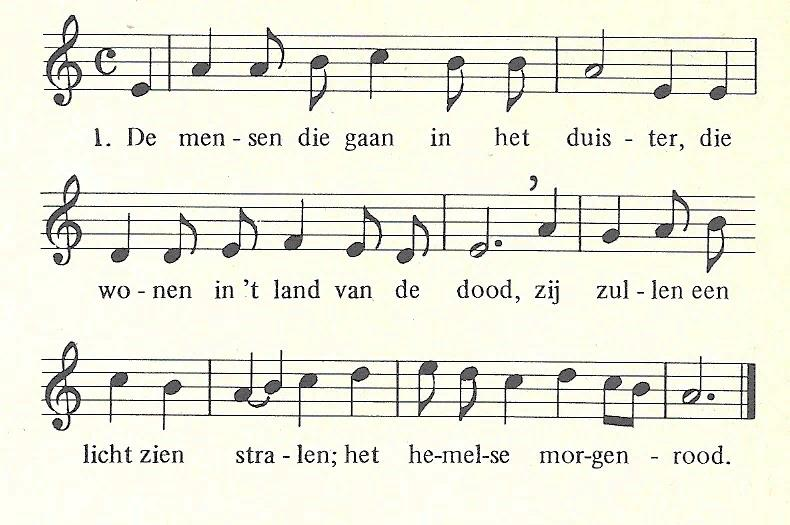 1. De men - sen die gaan in het duis - ter, die
wo - nen in 't land van de dood, zij zul - len een
licht zien stra - len; het he-mel-se mor-gen - rood.